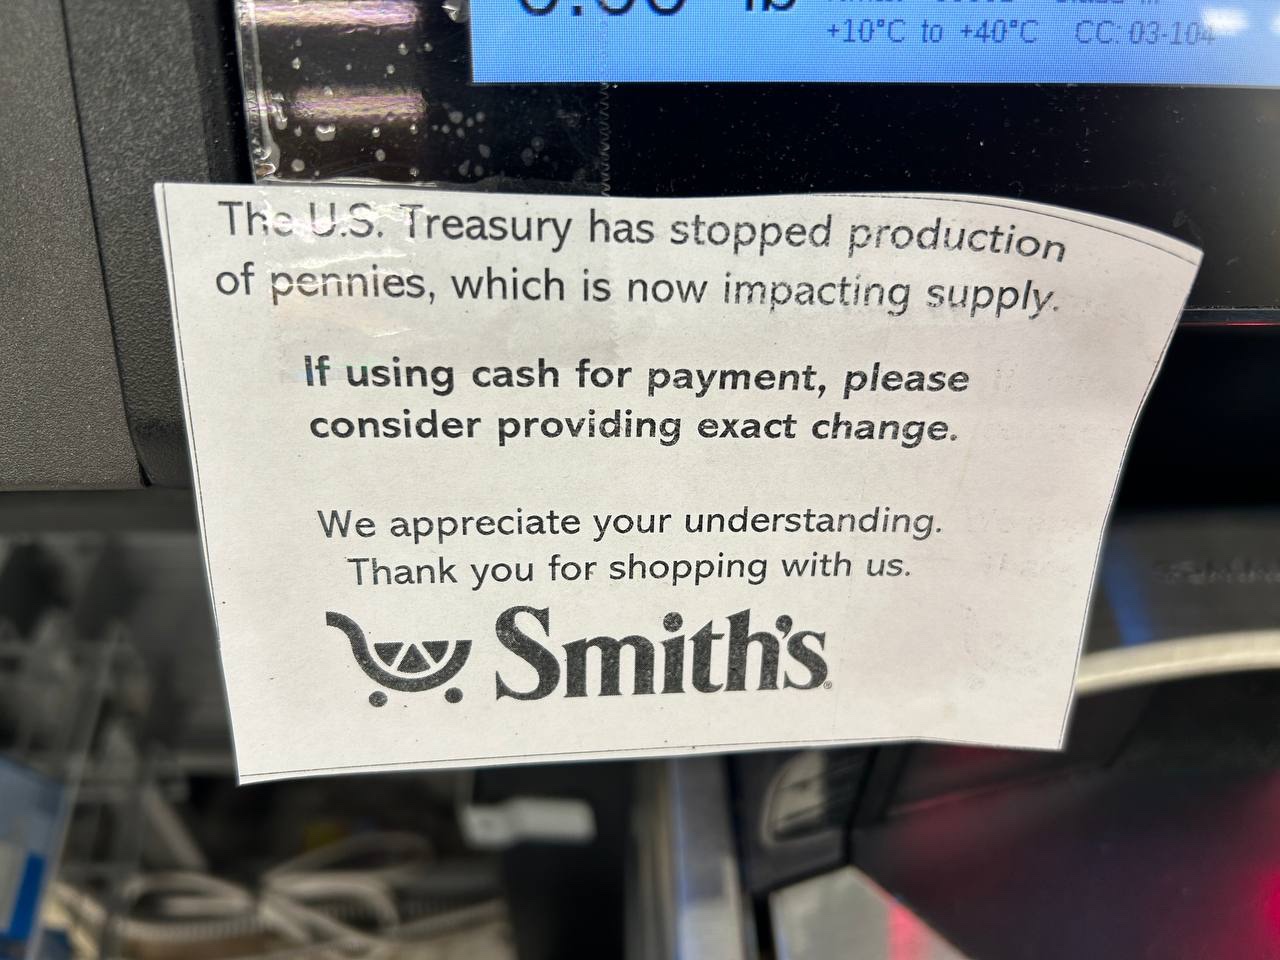 lb
+10°C to +40°C CC: 03-104
The U.S. Treasury has stopped production
of pennies, which is now impacting supply.
If using cash for payment, please
consider providing exact change.
We appreciate your understanding.
Thank you for shopping with us.
Smith's®